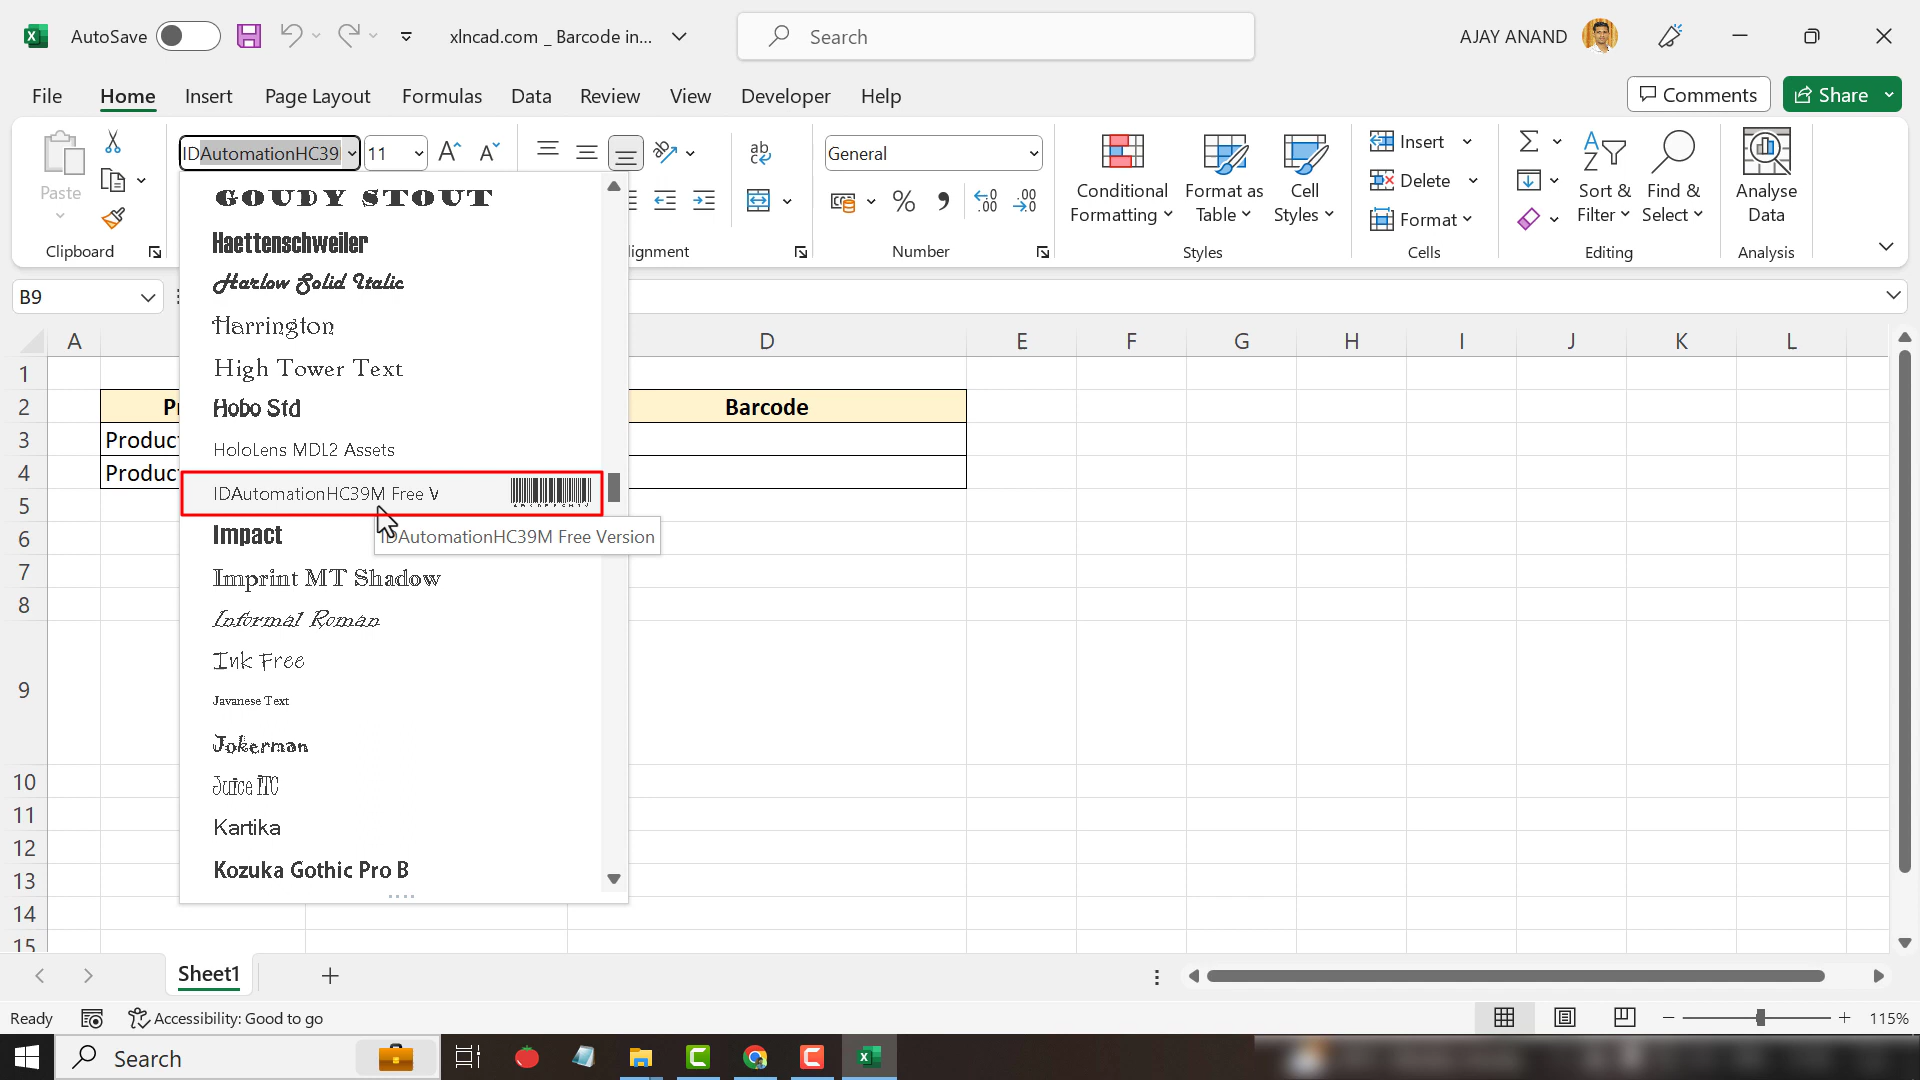 AutoSave
xlncad.com _ Barcode in...
Search
AJAY ANAND
File Home Insert Page Layout Formulas Data Review View Developer Help
Comments
Share
IDAutomationHC39
11
General
Paste
Clipboard
lignment
Number
Conditional Formatting
Format as Table
Cell Styles
Styles
Insert
Delete
Format
Cells
Sort & Filter
Find & Select
Editing
Analyse Data
Analysis
B9
GOUDY STOUT
Haettenschweiler
Harlow Solid Italic
Harrington
High Tower Text
Hobo Std
HoloLens MDL2 Assets
IDAutomationHC39M Free V
IDAutomationHC39M Free Version
Impact
Imprint MT Shadow
Informal Roman
Ink Free
Javanese Text
Jokerman
Juice ITC
Kartika
Kozuka Gothic Pro B
A D E F G H I J K L
1
2 Barcode
3 Product
4 Product
5
6
7
8
9
10
11
12
13
14
15
Sheet1
Ready
Accessibility: Good to go
115%
Search